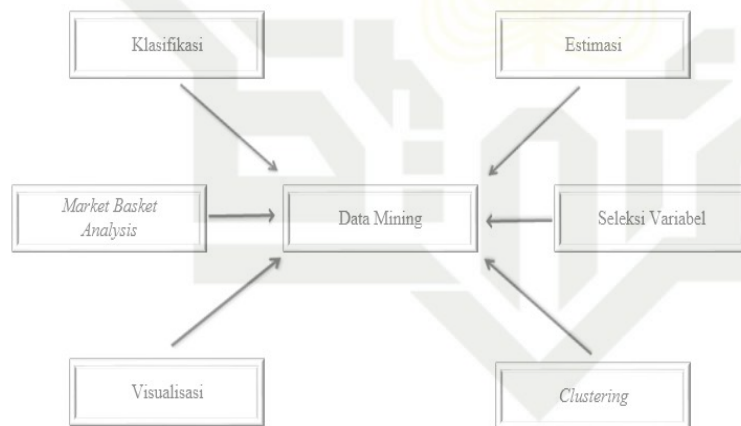 Klasifikasi
Estimasi
Market Basket
Analysis
Data Mining
Seleksi Variabel
Visualisasi
Clustering